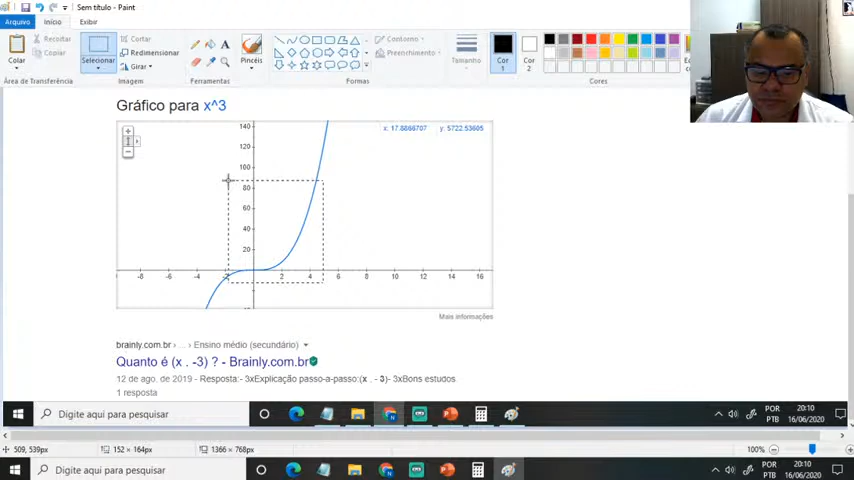 Sem título - Paint
Arquivo Início Exibir
Colar
Recortar
Copiar
Área de Transferência
Selecionar
Cortar
Redimensionar
Girar
Imagem
Ferramentas
Pincéis
Contorno
Preenchimento
Formas
Tamanho
Cor 1
Cor 2
Cores
Gráfico para x^3
x: 17.8866707 y: 5722.53605
140
120
100
80
60
40
20
-8 -6 -4 -2 2 4 6 8 10 12 14 16
Mais informações
brainly.com.br › ... › Ensino médio (secundário)
Quanto é (x . -3) ? - Brainly.com.br
12 de ago. de 2019 - Resposta:- 3xExplicação passo-a-passo:(x . - 3)- 3xBons estudos
1 resposta
Digite aqui para pesquisar
POR
PTB
20:10
16/06/2020
509, 539px
152 × 164px
1366 × 768px
100%
Digite aqui para pesquisar
POR
PTB
20:10
16/06/2020